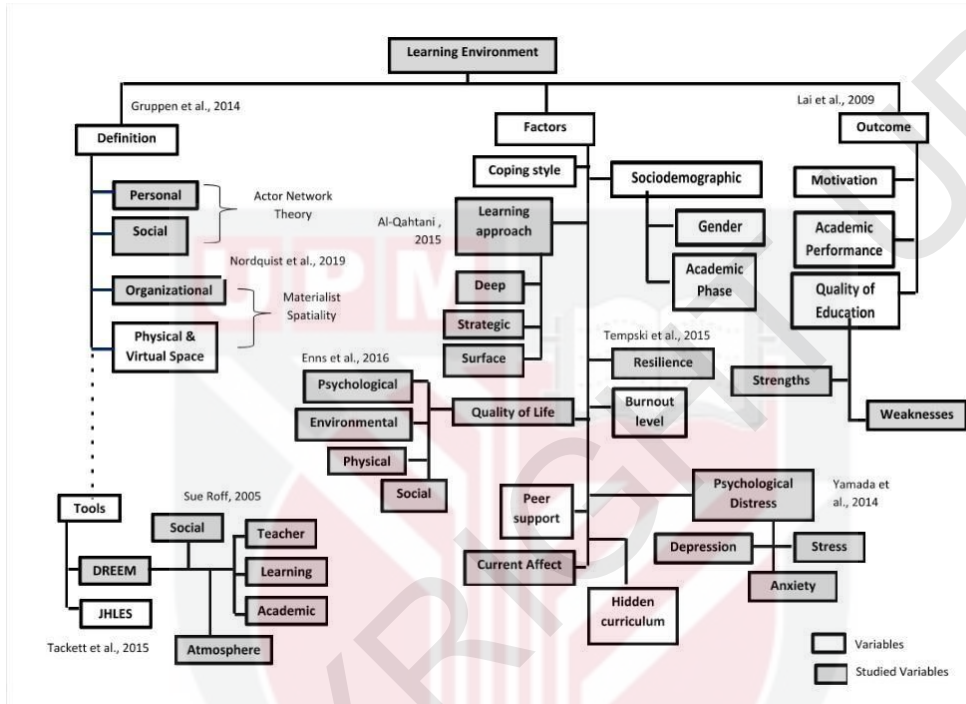 Learning Environment
Gruppen et al., 2014
Lai et al., 2009
Definition
Factors
Outcome
Personal
Social
Actor Network
Theory
Nordquist et al., 2019
Organizational
Physical &
Virtual Space
Materialist
Spatiality
Coping style
Al-Qahtani ,
2015
Learning
approach
Deep
Strategic
Surface
Sociodemographic
Gender
Academic
Phase
Motivation
Academic
Performance
Quality of
Education
Strengths
Weaknesses
Tempski et al., 2015
Resilience
Burnout
level
Enns et al., 2016
Psychological
Environmental
Physical
Social
Quality of Life
Peer
support
Current Affect
Hidden
curriculum
Psychological
Distress
Yamada et
al., 2014
Depression
Stress
Anxiety
Tools
Sue Roff, 2005
Social
DREEM
JHLES
Tackett et al., 2015
Teacher
Learning
Academic
Atmosphere
Variables
Studied Variables
UPM
YRIGHT UP